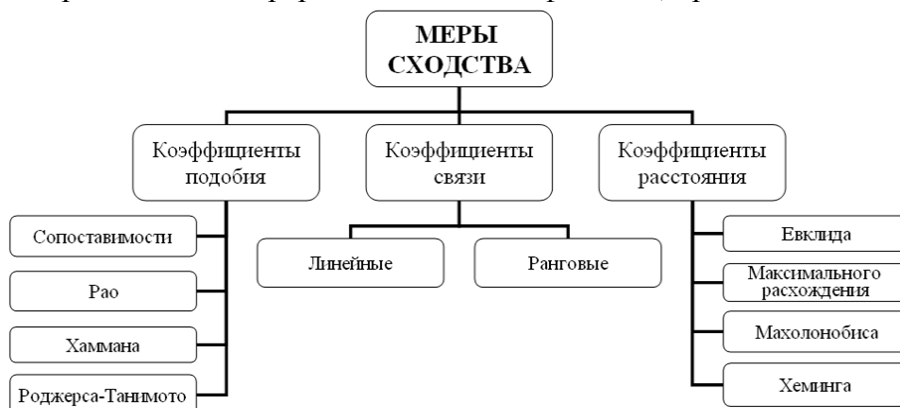 МЕРЫ
СХОДСТВА
Коэффициенты
подобия
Коэффициенты
связи
Коэффициенты
расстояния
Сопоставимости
Рао
Хаммана
Роджерса-Танимото
Линейные
Ранговые
Евклида
Максимального
расхождения
Махолонобиса
Хеминга